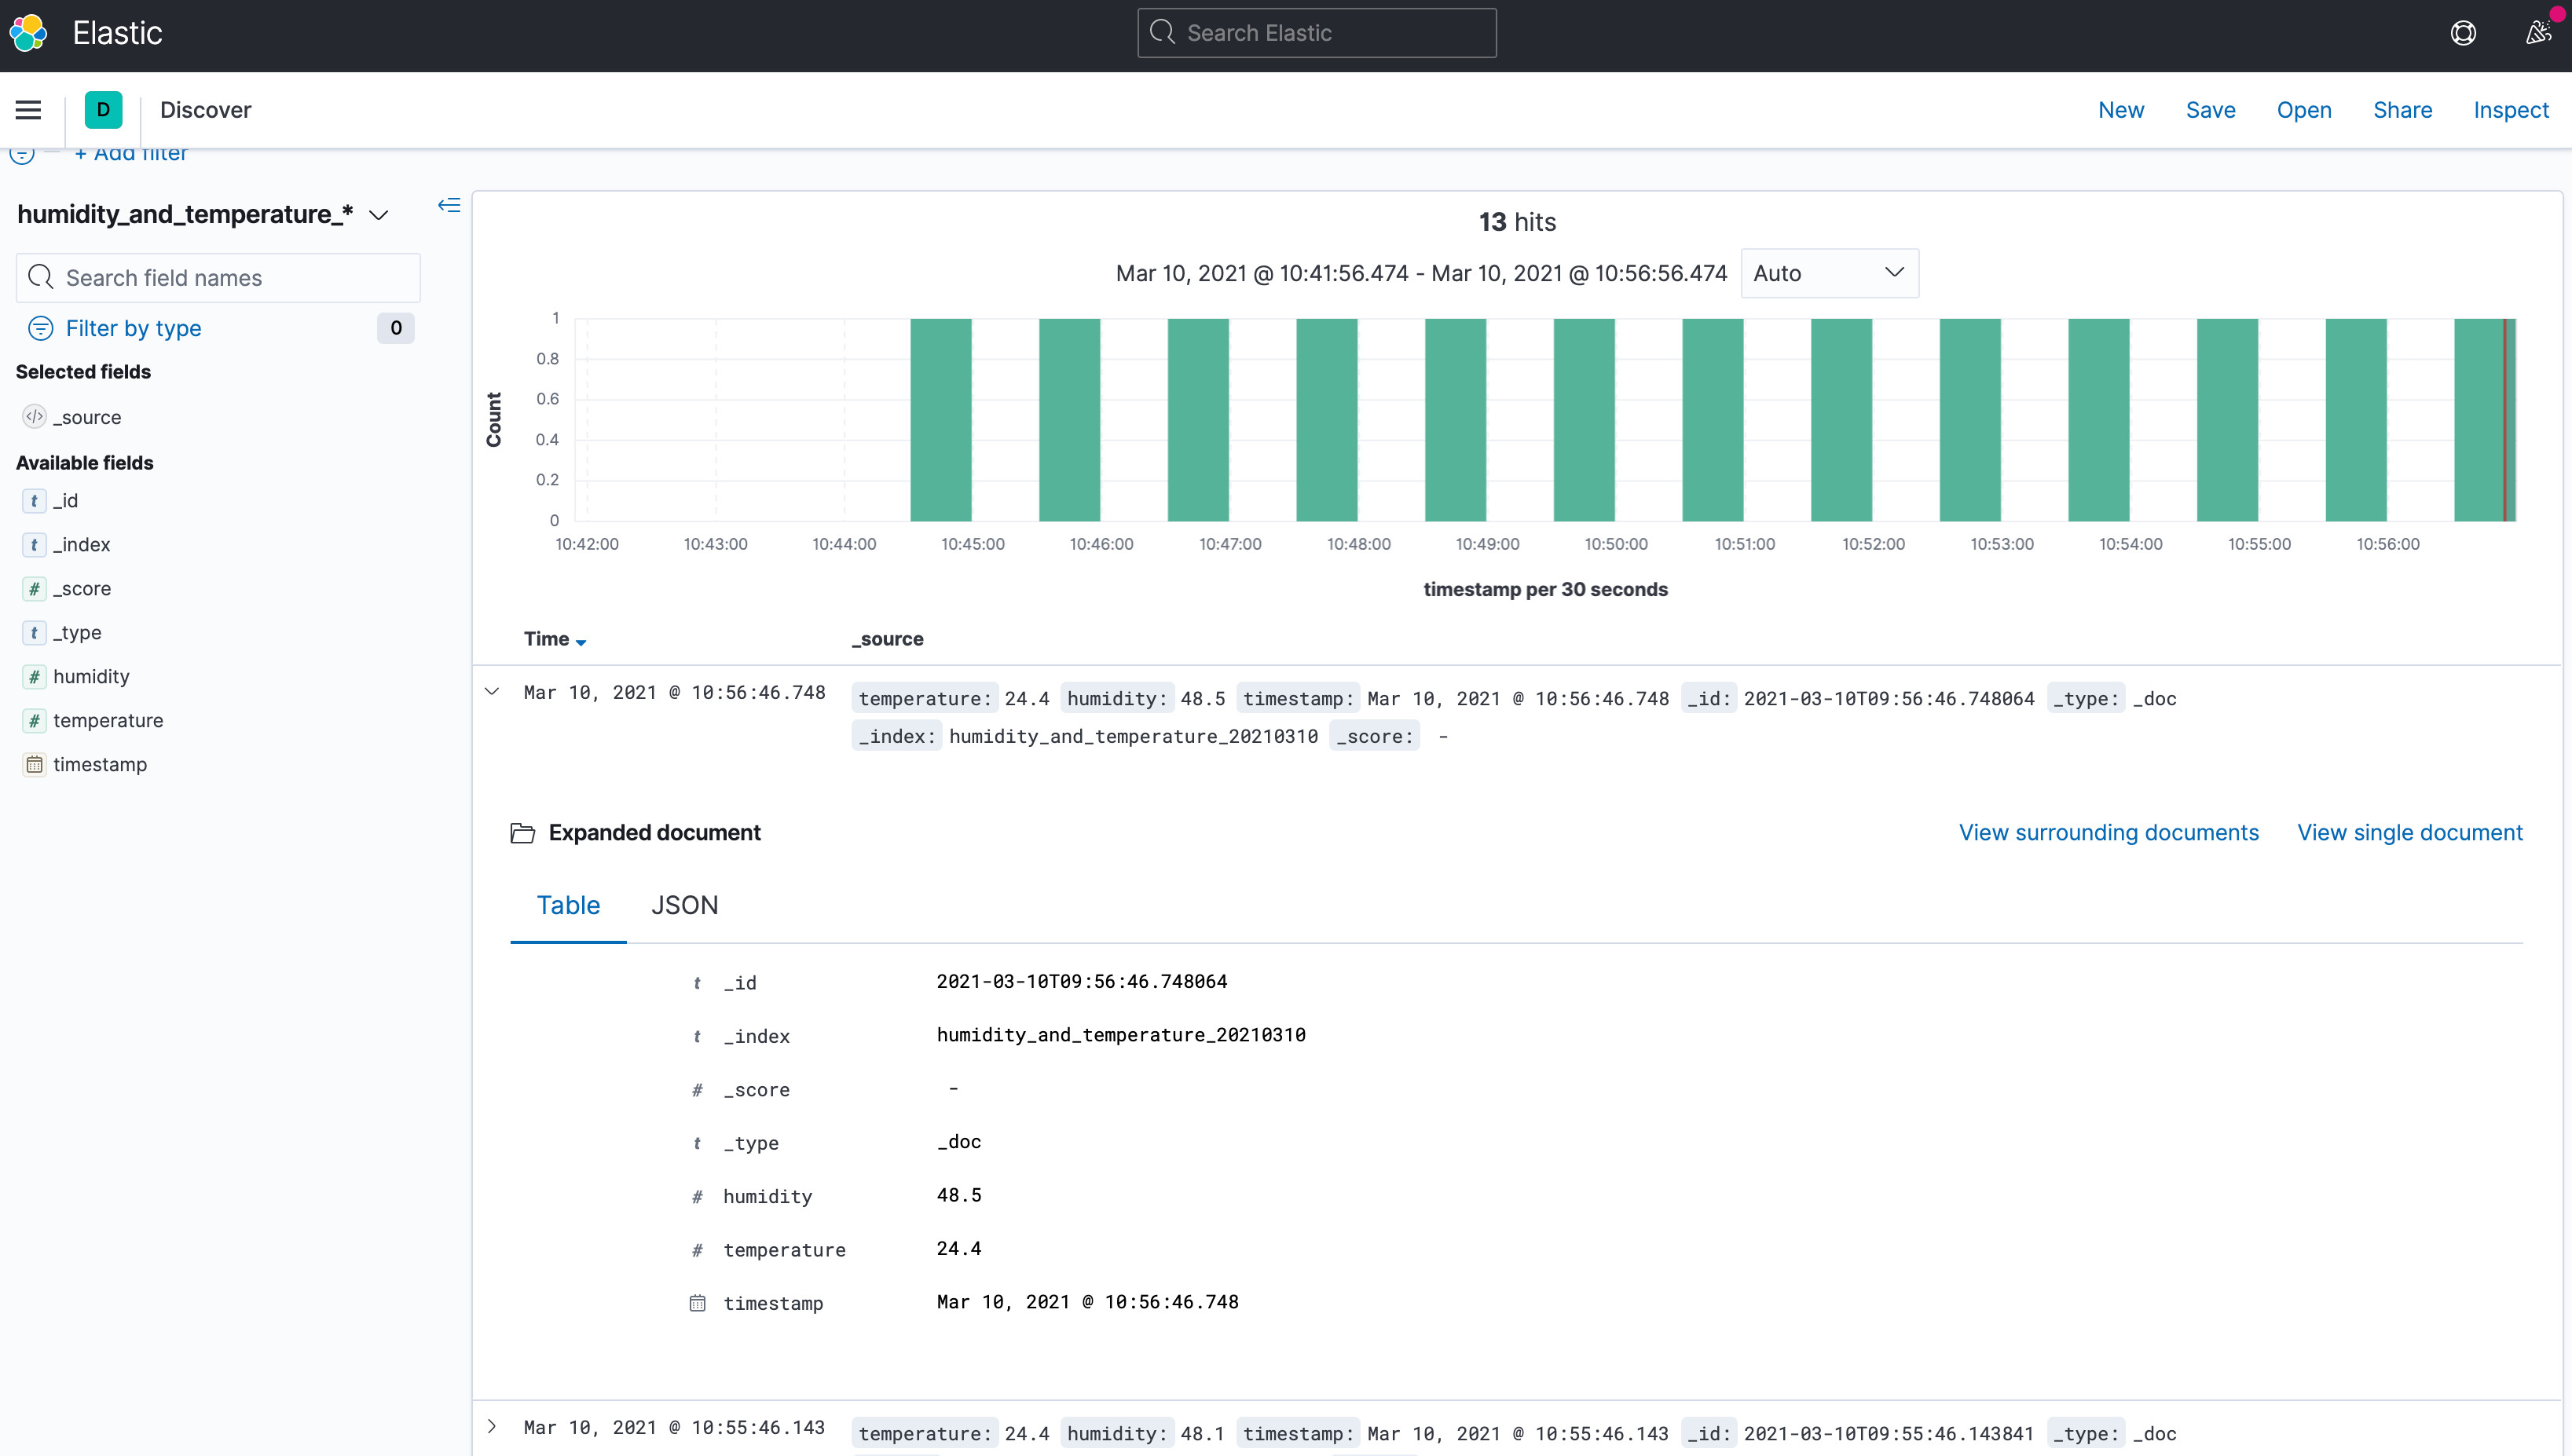 Elastic
Search Elastic
D Discover New Save Open Share Inspect
+ Add filter
humidity_and_temperature_*
Search field names
Filter by type 0
Selected fields
_source
Available fields
t _id
t _index
# _score
t _type
# humidity
# temperature
timestamp
13 hits
Mar 10, 2021 @ 10:41:56.474 - Mar 10, 2021 @ 10:56:56.474 Auto
Count
1
0.8
0.6
0.4
0.2
0
10:42:00 10:43:00 10:44:00 10:45:00 10:46:00 10:47:00 10:48:00 10:49:00 10:50:00 10:51:00 10:52:00 10:53:00 10:54:00 10:55:00 10:56:00
timestamp per 30 seconds
Time _source
Mar 10, 2021 @ 10:56:46.748 temperature: 24.4 humidity: 48.5 timestamp: Mar 10, 2021 @ 10:56:46.748 _id: 2021-03-10T09:56:46.748064 _type: _doc
_index: humidity_and_temperature_20210310 _score: -
Expanded document View surrounding documents View single document
Table JSON
t _id 2021-03-10T09:56:46.748064
t _index humidity_and_temperature_20210310
# _score -
t _type _doc
# humidity 48.5
# temperature 24.4
timestamp Mar 10, 2021 @ 10:56:46.748
Mar 10, 2021 @ 10:55:46.143 temperature: 24.4 humidity: 48.1 timestamp: Mar 10, 2021 @ 10:55:46.143 _id: 2021-03-10T09:55:46.143841 _type: _doc